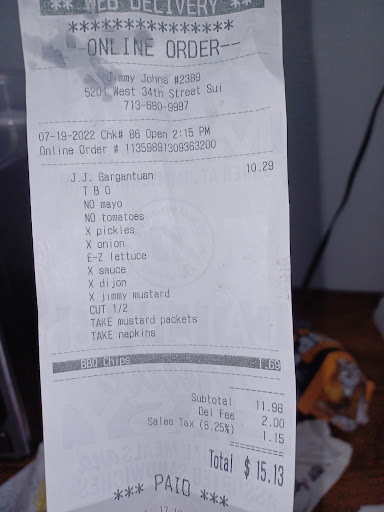 ** WEB DELIVERY **
**************
--ONLINE ORDER--
Jimmy Johns #2389
5201 West 34th Street Sui
713-680-9997
07-19-2022 Chk# 86 Open 2:15 PM
Online Order # 113598691309363200
J.J. Gargantuan 10.29
T B O
NO mayo
NO tomatoes
X pickles
X onion
E-Z lettuce
X sauce
X dijon
X jimmy mustard
CUT 1/2
TAKE mustard packets
TAKE napkins
BBQ Chips 1.69
Subtotal 11.98
Del Fee 2.00
Sales Tax (8.25%) 1.15
==========
Total $ 15.13
*** PAID ***